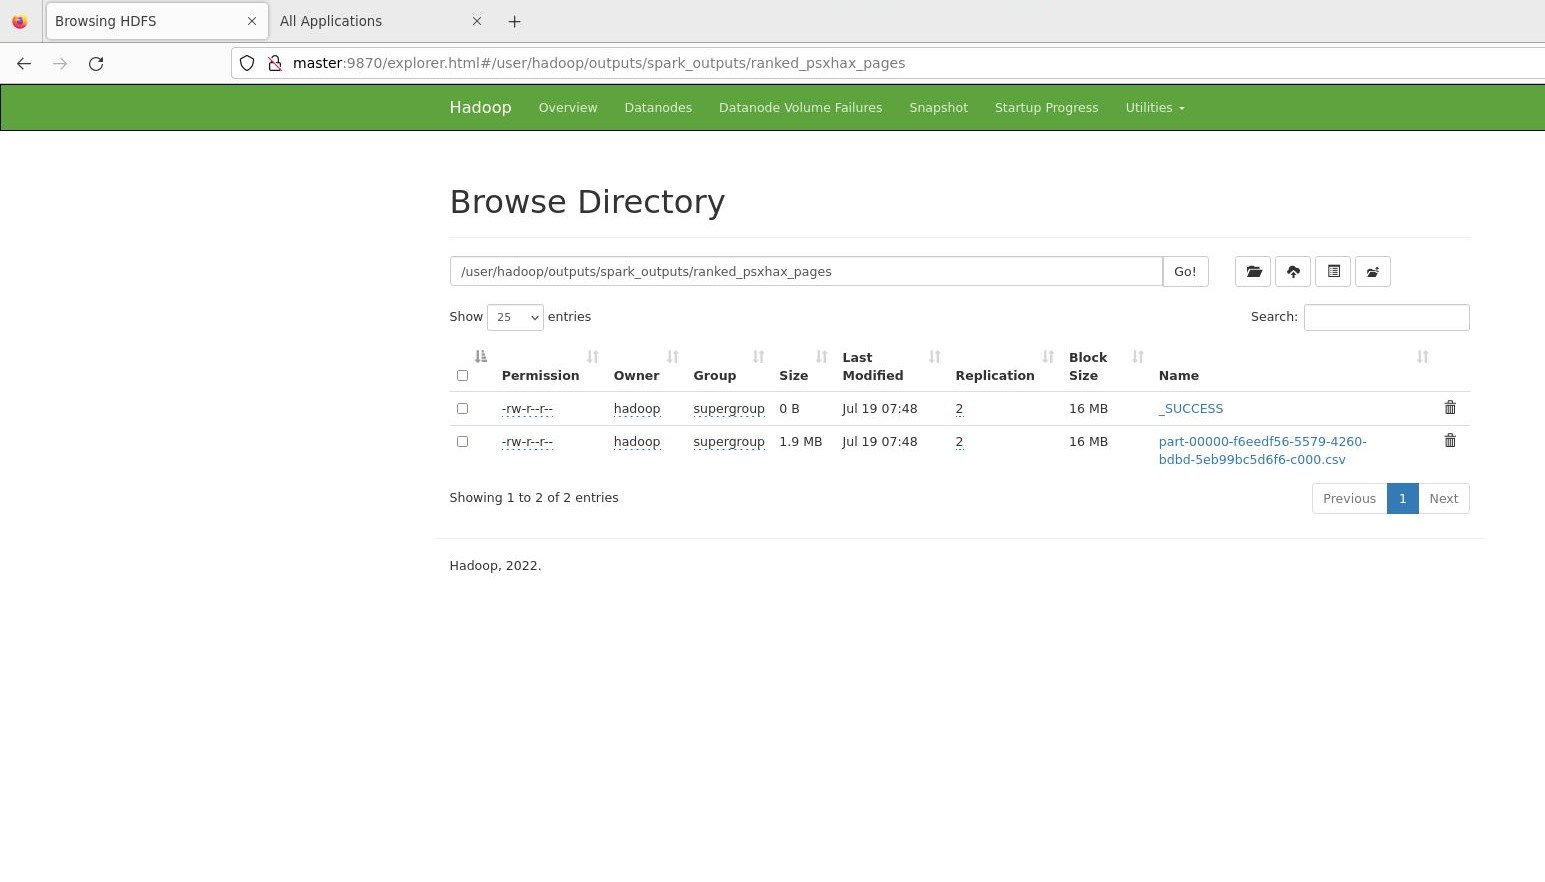 Browsing HDFS
All Applications
master:9870/explorer.html#/user/hadoop/outputs/spark_outputs/ranked_psxhax_pages
Hadoop Overview Datanodes Datanode Volume Failures Snapshot Startup Progress Utilities
Browse Directory
/user/hadoop/outputs/spark_outputs/ranked_psxhax_pages Go!
Show 25 entries Search:
Permission Owner Group Size Last Modified Replication Block Size Name
-rw-r--r-- hadoop supergroup 0 B Jul 19 07:48 2 16 MB _SUCCESS
-rw-r--r-- hadoop supergroup 1.9 MB Jul 19 07:48 2 16 MB part-00000-f6eedf56-5579-4260-
bdbd-5eb99bc5d6f6-c000.csv
Showing 1 to 2 of 2 entries Previous 1 Next
Hadoop, 2022.